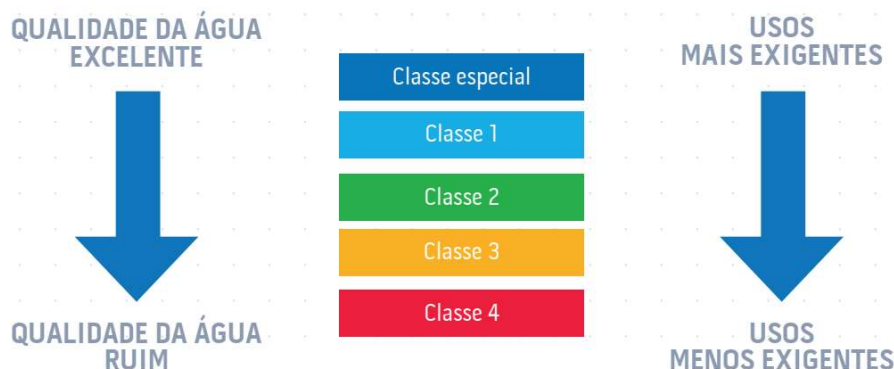 QUALIDADE DA ÁGUA
EXCELENTE
USOS
MAIS EXIGENTES
Classe especial
Classe 1
Classe 2
Classe 3
Classe 4
QUALIDADE DA ÁGUA
RUIM
USOS
MENOS EXIGENTES